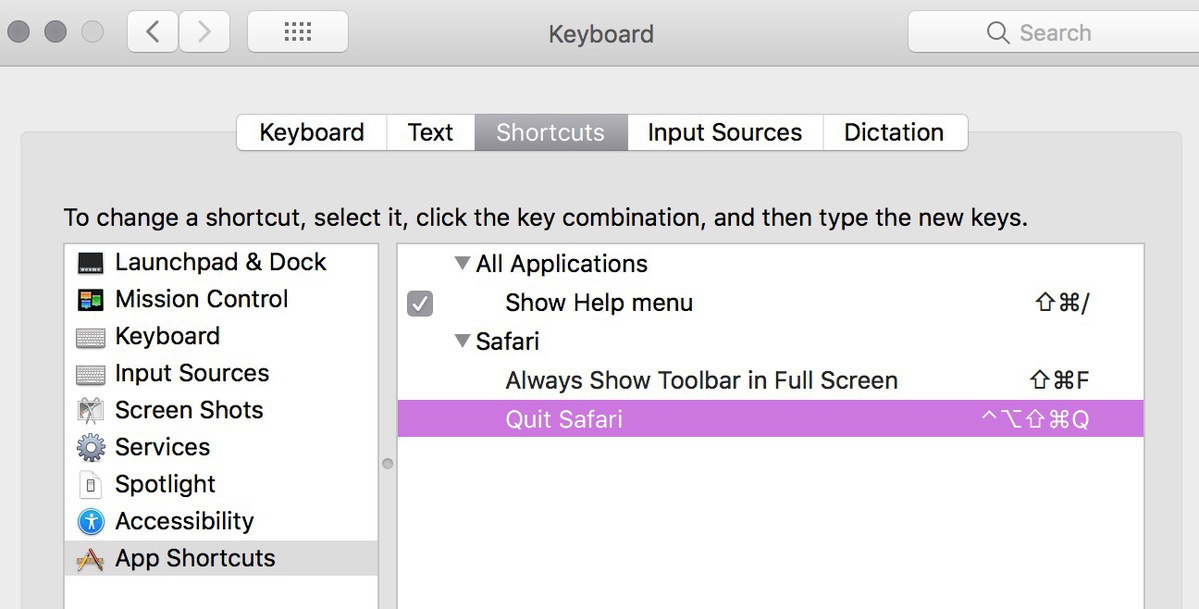 Keyboard
Search
Keyboard Text Shortcuts Input Sources Dictation
To change a shortcut, select it, click the key combination, and then type the new keys.
Launchpad & Dock
Mission Control
Keyboard
Input Sources
Screen Shots
Services
Spotlight
Accessibility
App Shortcuts
All Applications
Show Help menu ⇧⌘/
Safari
Always Show Toolbar in Full Screen ⇧⌘F
Quit Safari ^⌥⇧⌘Q